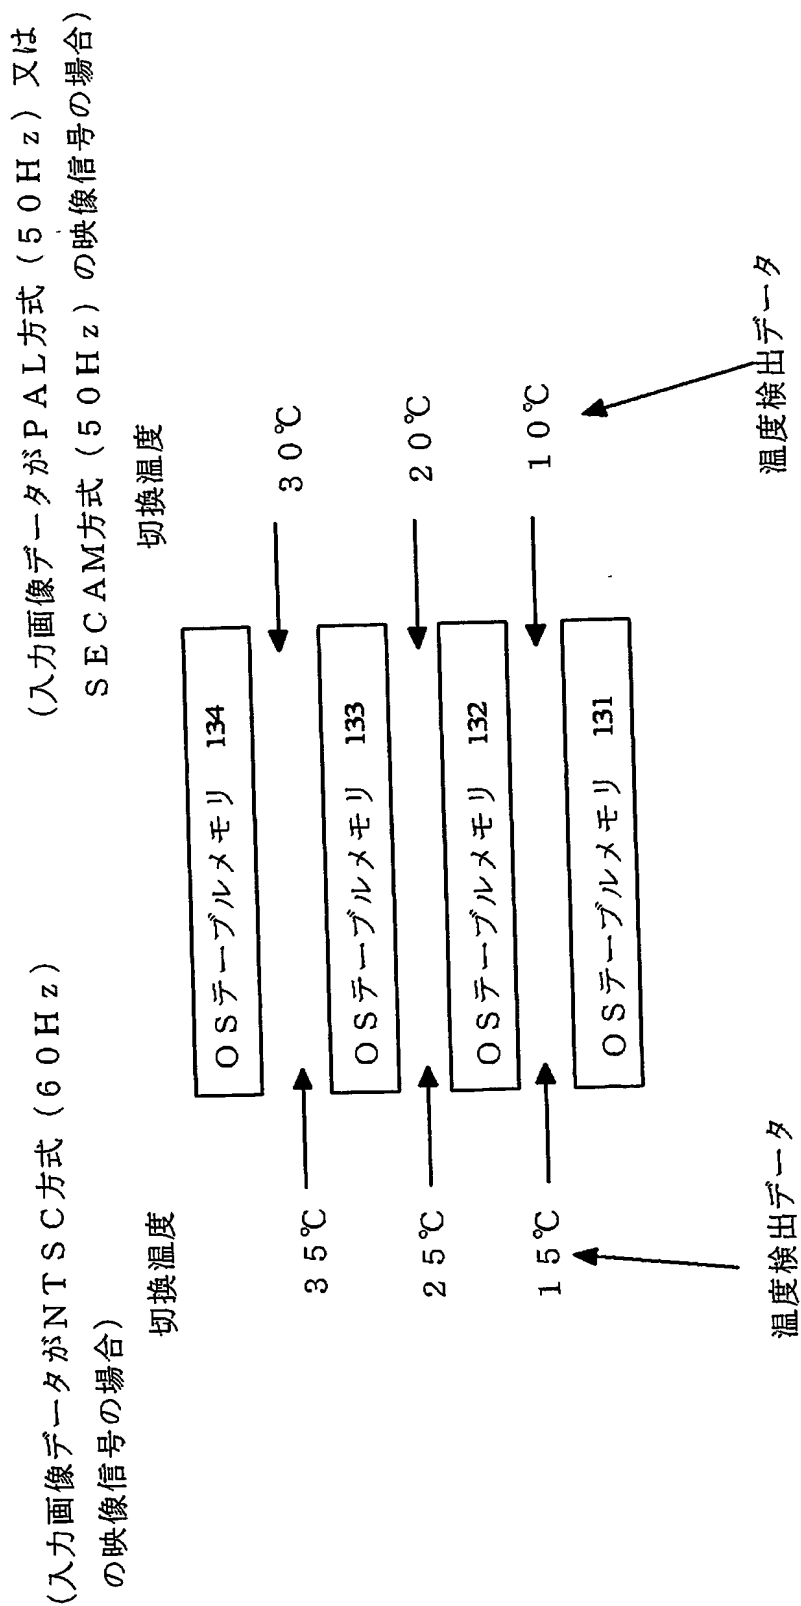 (入力画像データがNTSC方式(60Hz)
の映像信号の場合)
切換温度
35℃
25℃
15℃
温度検出データ
OSテーブルメモリ 134
OSテーブルメモリ 133
OSテーブルメモリ 132
OSテーブルメモリ 131
(入力画像データがPAL方式(50Hz)又は
SECAM方式(50Hz)の映像信号の場合)
切換温度
30℃
20℃
10℃
温度検出データ